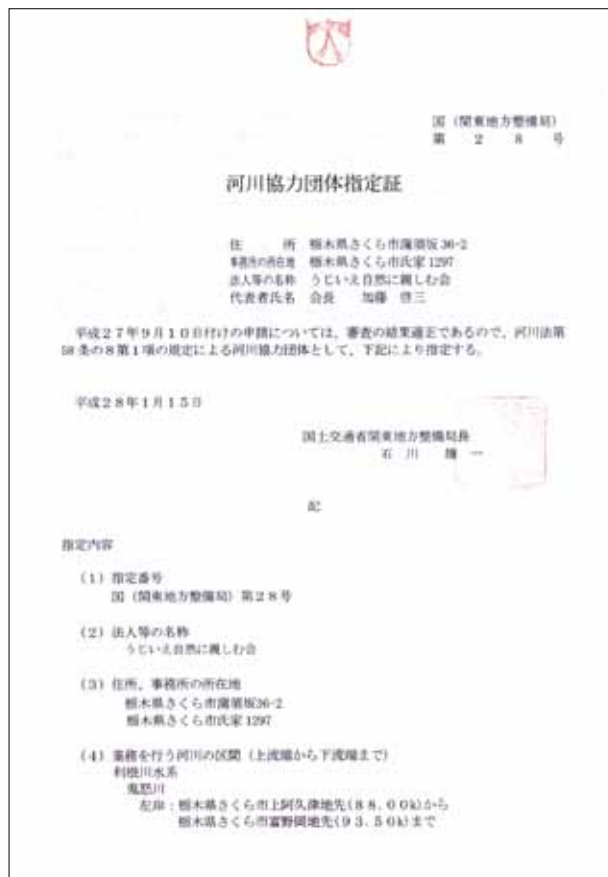 国（関東地方整備局）
第　２　８　号
河川協力団体指定証
住　　所　栃木県さくら市蒲須坂36-2
事務所の所在地　栃木県さくら市氏家1297
法人等の名称　うじいえ自然に親しむ会
代表者氏名　会長　加藤　啓三
平成２７年９月１０日付けの申請については、審査の結果適正であるので、河川法第
58条の８第１項の規定による河川協力団体として、下記により指定する。
平成２８年１月１５日
国土交通省関東地方整備局長
石　川　雄　一
記
指定内容
（１）指定番号
国（関東地方整備局）第２８号
（２）法人等の名称
うじいえ自然に親しむ会
（３）住所、事務所の所在地
栃木県さくら市蒲須坂36-2
栃木県さくら市氏家1297
（４）業務を行う河川の区間（上流端から下流端まで）
利根川水系
鬼怒川
左岸：栃木県さくら市上阿久津地先(８８．００k)から
栃木県さくら市富野岡地先(９３．５０k)まで